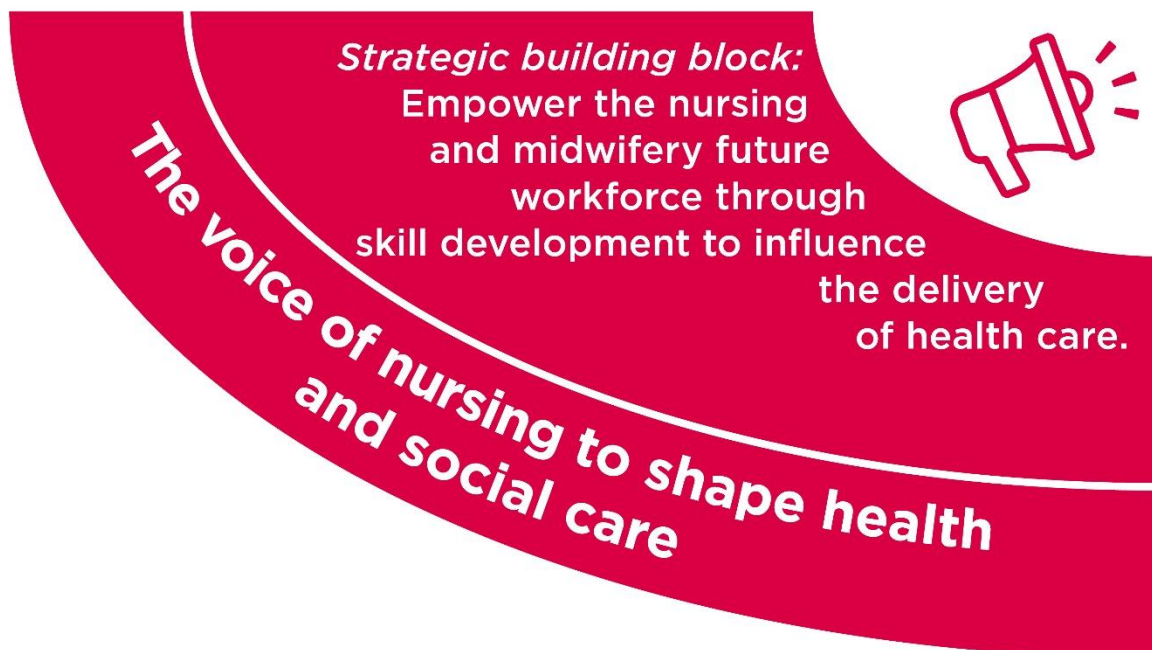 Strategic building block:
Empower the nursing
and midwifery future
workforce through
skill development to influence
the delivery
of health care.
The voice of nursing to shape health
and social care